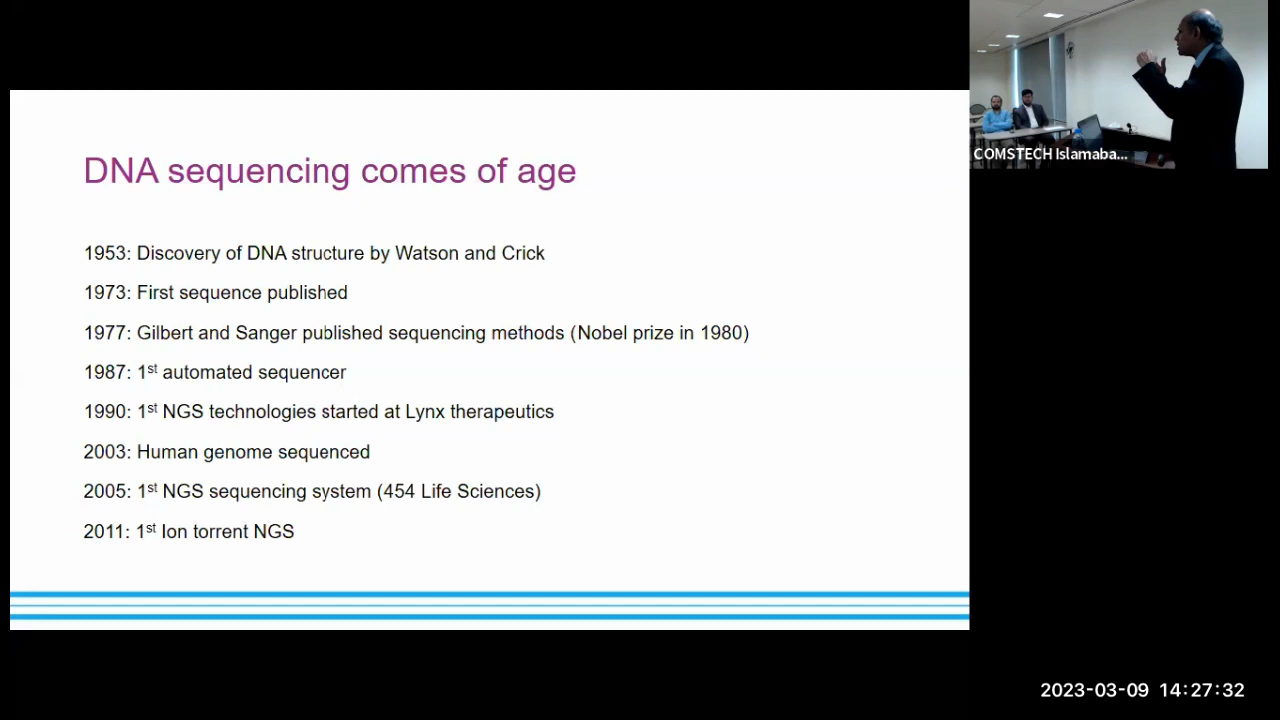 COMSTECH Islamaba...
DNA sequencing comes of age
1953: Discovery of DNA structure by Watson and Crick
1973: First sequence published
1977: Gilbert and Sanger published sequencing methods (Nobel prize in 1980)
1987: 1st automated sequencer
1990: 1st NGS technologies started at Lynx therapeutics
2003: Human genome sequenced
2005: 1st NGS sequencing system (454 Life Sciences)
2011: 1st Ion torrent NGS
2023-03-09 14:27:32